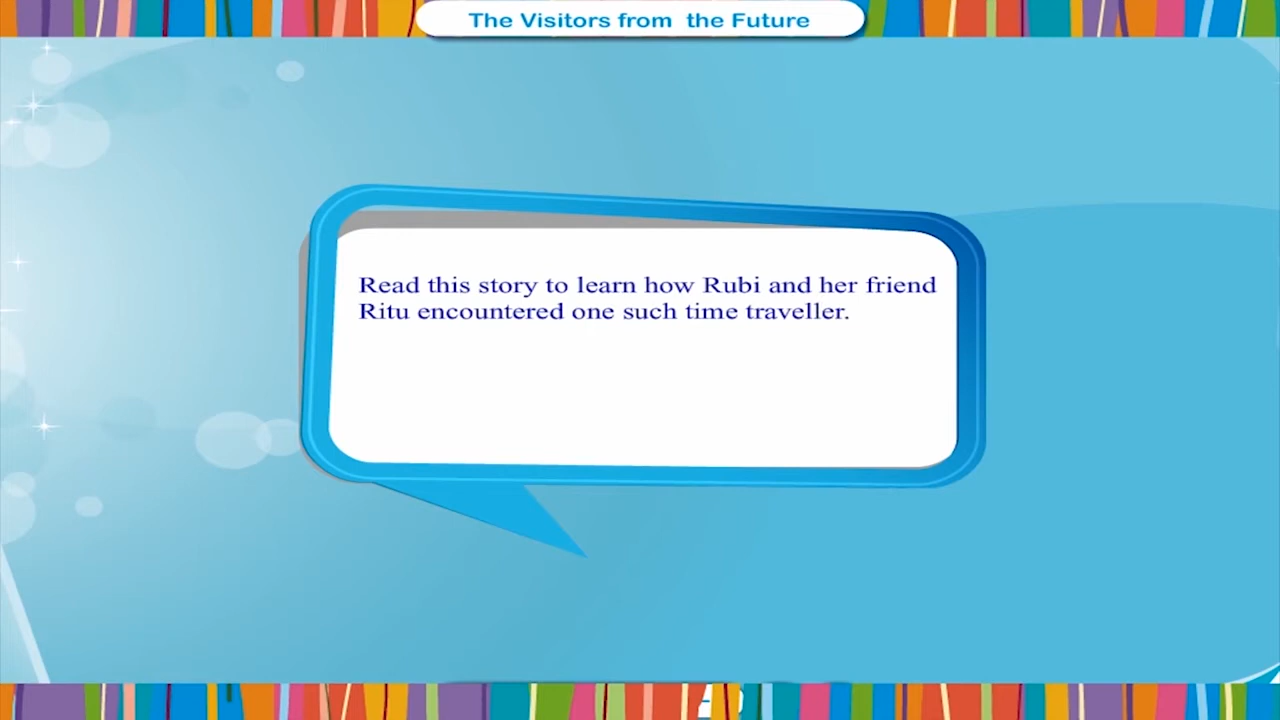 The Visitors from the Future
Read this story to learn how Rubi and her friend
Ritu encountered one such time traveller.